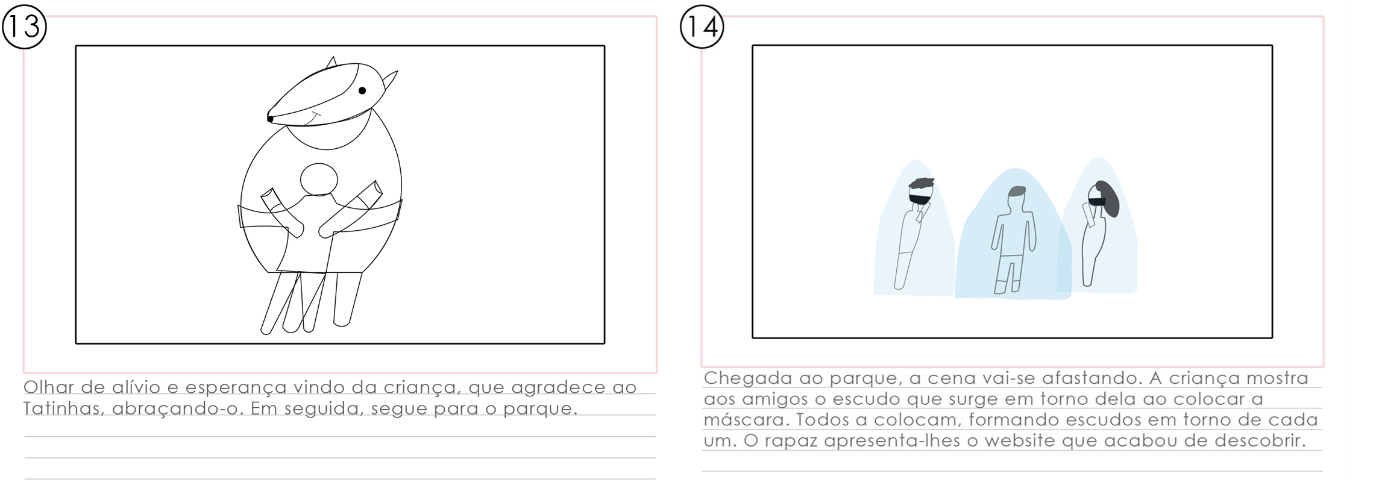 13
Olhar de alívio e esperança vindo da criança, que agradece ao
Tatinhas, abraçando-o. Em seguida, segue para o parque.
14
Chegada ao parque, a cena vai-se afastando. A criança mostra
aos amigos o escudo que surge em torno dela ao colocar a
máscara. Todos a colocam, formando escudos em torno de cada
um. O rapaz apresenta-lhes o website que acabou de descobrir.